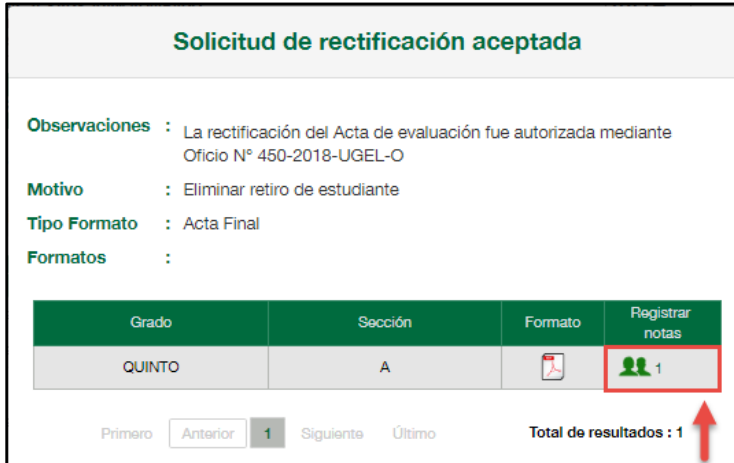 Solicitud de rectificación aceptada
Observaciones : La rectificación del Acta de evaluación fue autorizada mediante
Oficio N° 450-2018-UGEL-O
Motivo : Eliminar retiro de estudiante
Tipo Formato : Acta Final
Formatos :
Grado Sección Formato Registrar
notas
QUINTO A 1
Primero Anterior 1 Siguiente Último Total de resultados : 1